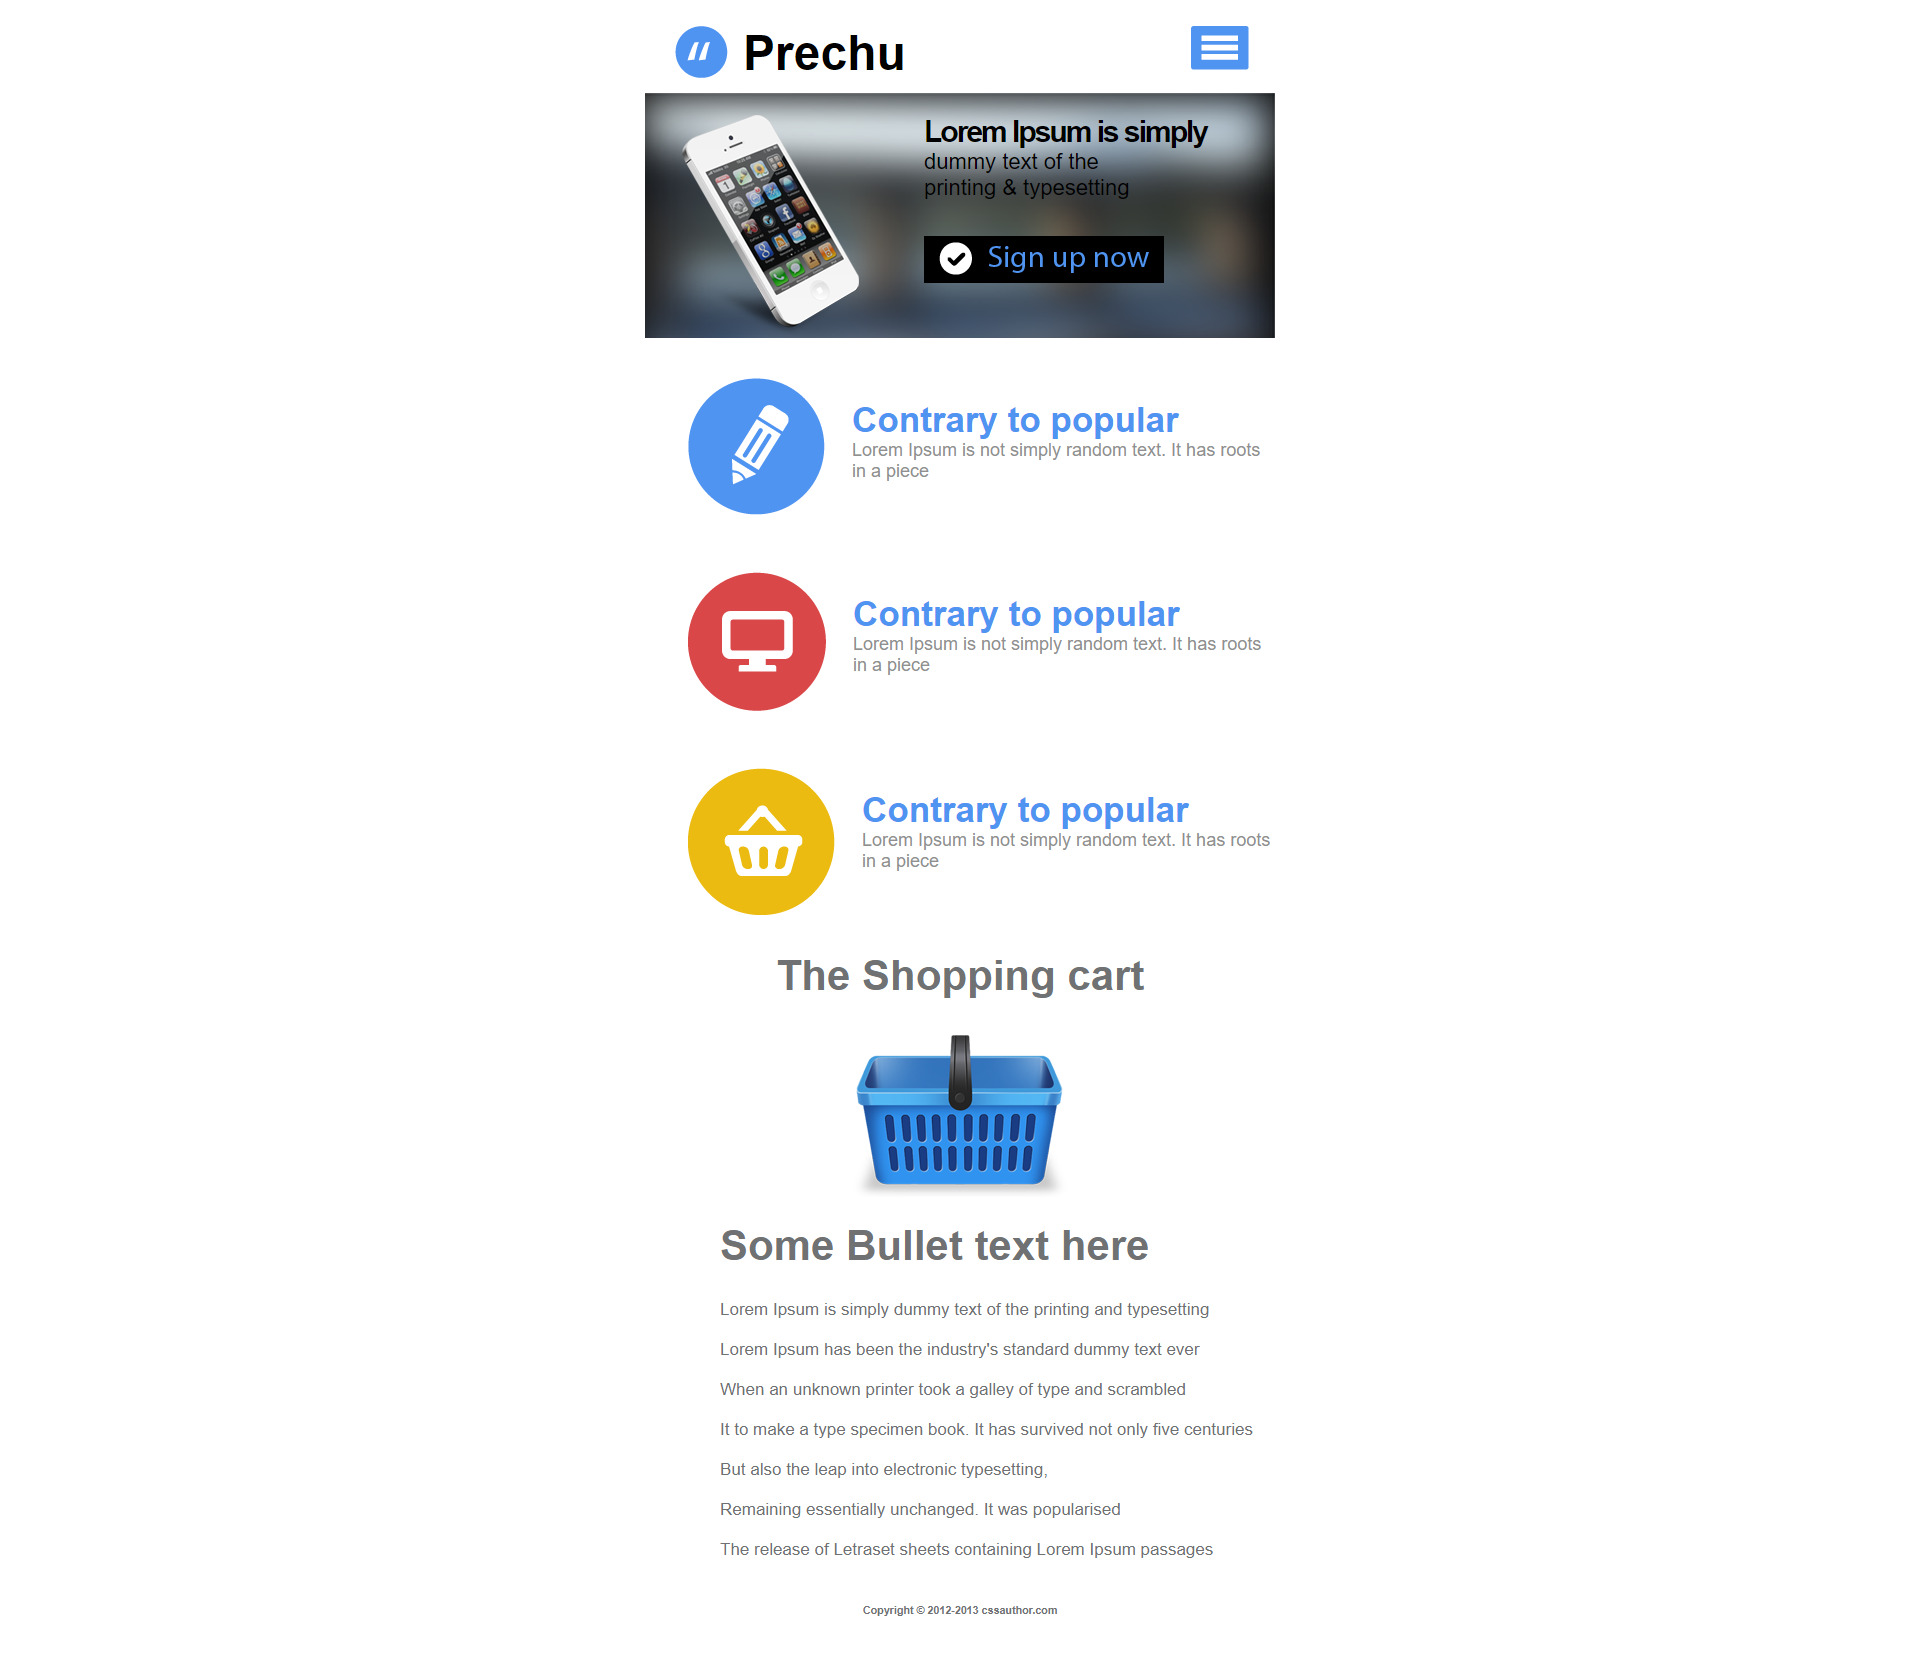 Prechu
Lorem Ipsum is simply
dummy text of the
printing & typesetting
Sign up now
Contrary to popular
Lorem Ipsum is not simply random text. It has roots
in a piece
Contrary to popular
Lorem Ipsum is not simply random text. It has roots
in a piece
Contrary to popular
Lorem Ipsum is not simply random text. It has roots
in a piece
The Shopping cart
Some Bullet text here
Lorem Ipsum is simply dummy text of the printing and typesetting
Lorem Ipsum has been the industry's standard dummy text ever
When an unknown printer took a galley of type and scrambled
It to make a type specimen book. It has survived not only five centuries
But also the leap into electronic typesetting,
Remaining essentially unchanged. It was popularised
The release of Letraset sheets containing Lorem Ipsum passages
Copyright © 2012-2013 cssauthor.com